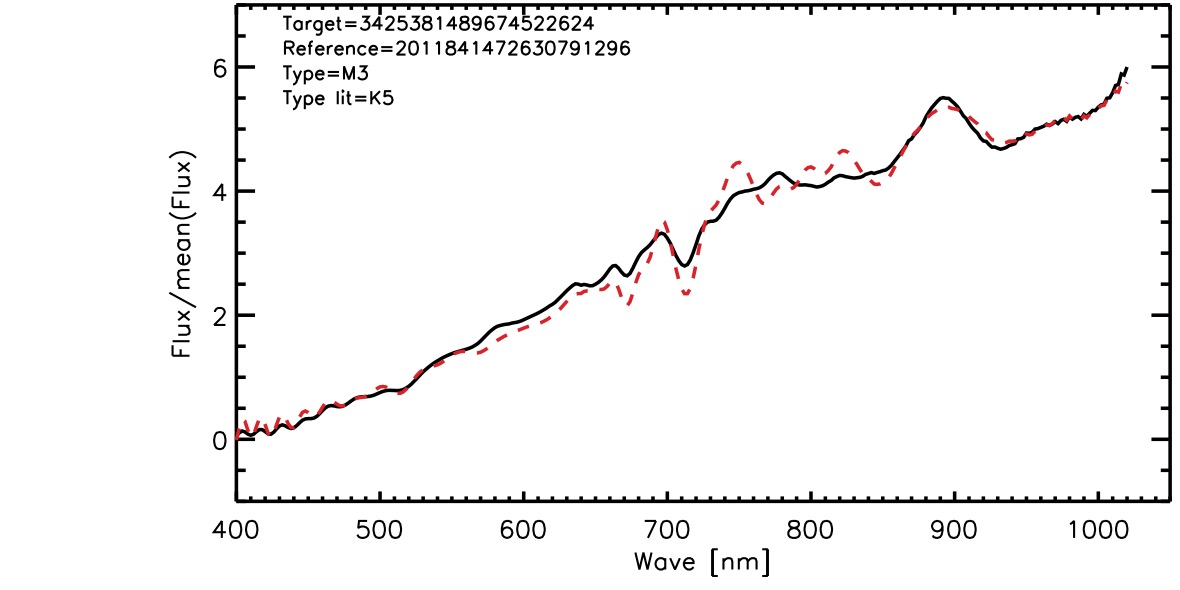 Target=3425381489674522624
Reference=2011841472630791296
Type=M3
Type lit=K5
Flux/mean(Flux)
6
4
2
0
400 500 600 700 800 900 1000
Wave [nm]